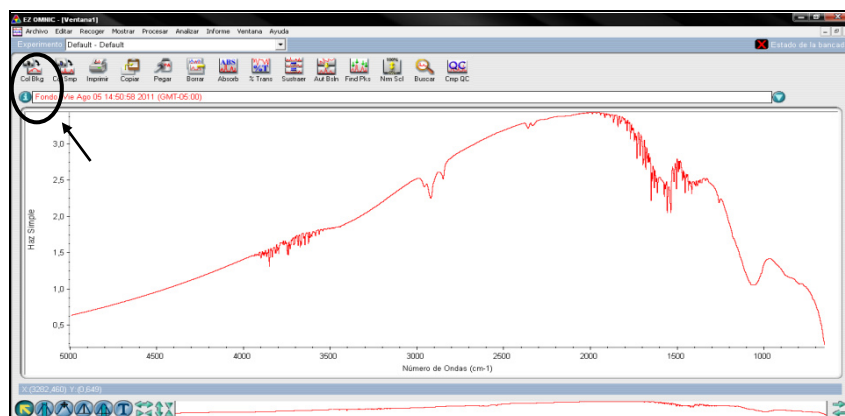 EZ OMNIC - [Ventana1]
Archivo Editar Recoger Mostrar Procesar Analizar Informe Ventana Ayuda
Experimento Default - Default Estado de la bancad
Col Bkg Smp Imprimir Copiar Pegar Borrar Absorb % Trans Sustraer Aut Bsln Find Pks Nrm Scl Buscar Cmp QC
Fondo Vie Ago 05 14:50:58 2011 (GMT-05:00)
3,0
2,5
2,0
1,5
1,0
0,5
Haz Simple
5000 4500 4000 3500 3000 2500 2000 1500 1000
Número de Ondas (cm-1)
X:(3282,460) Y:(0,649)